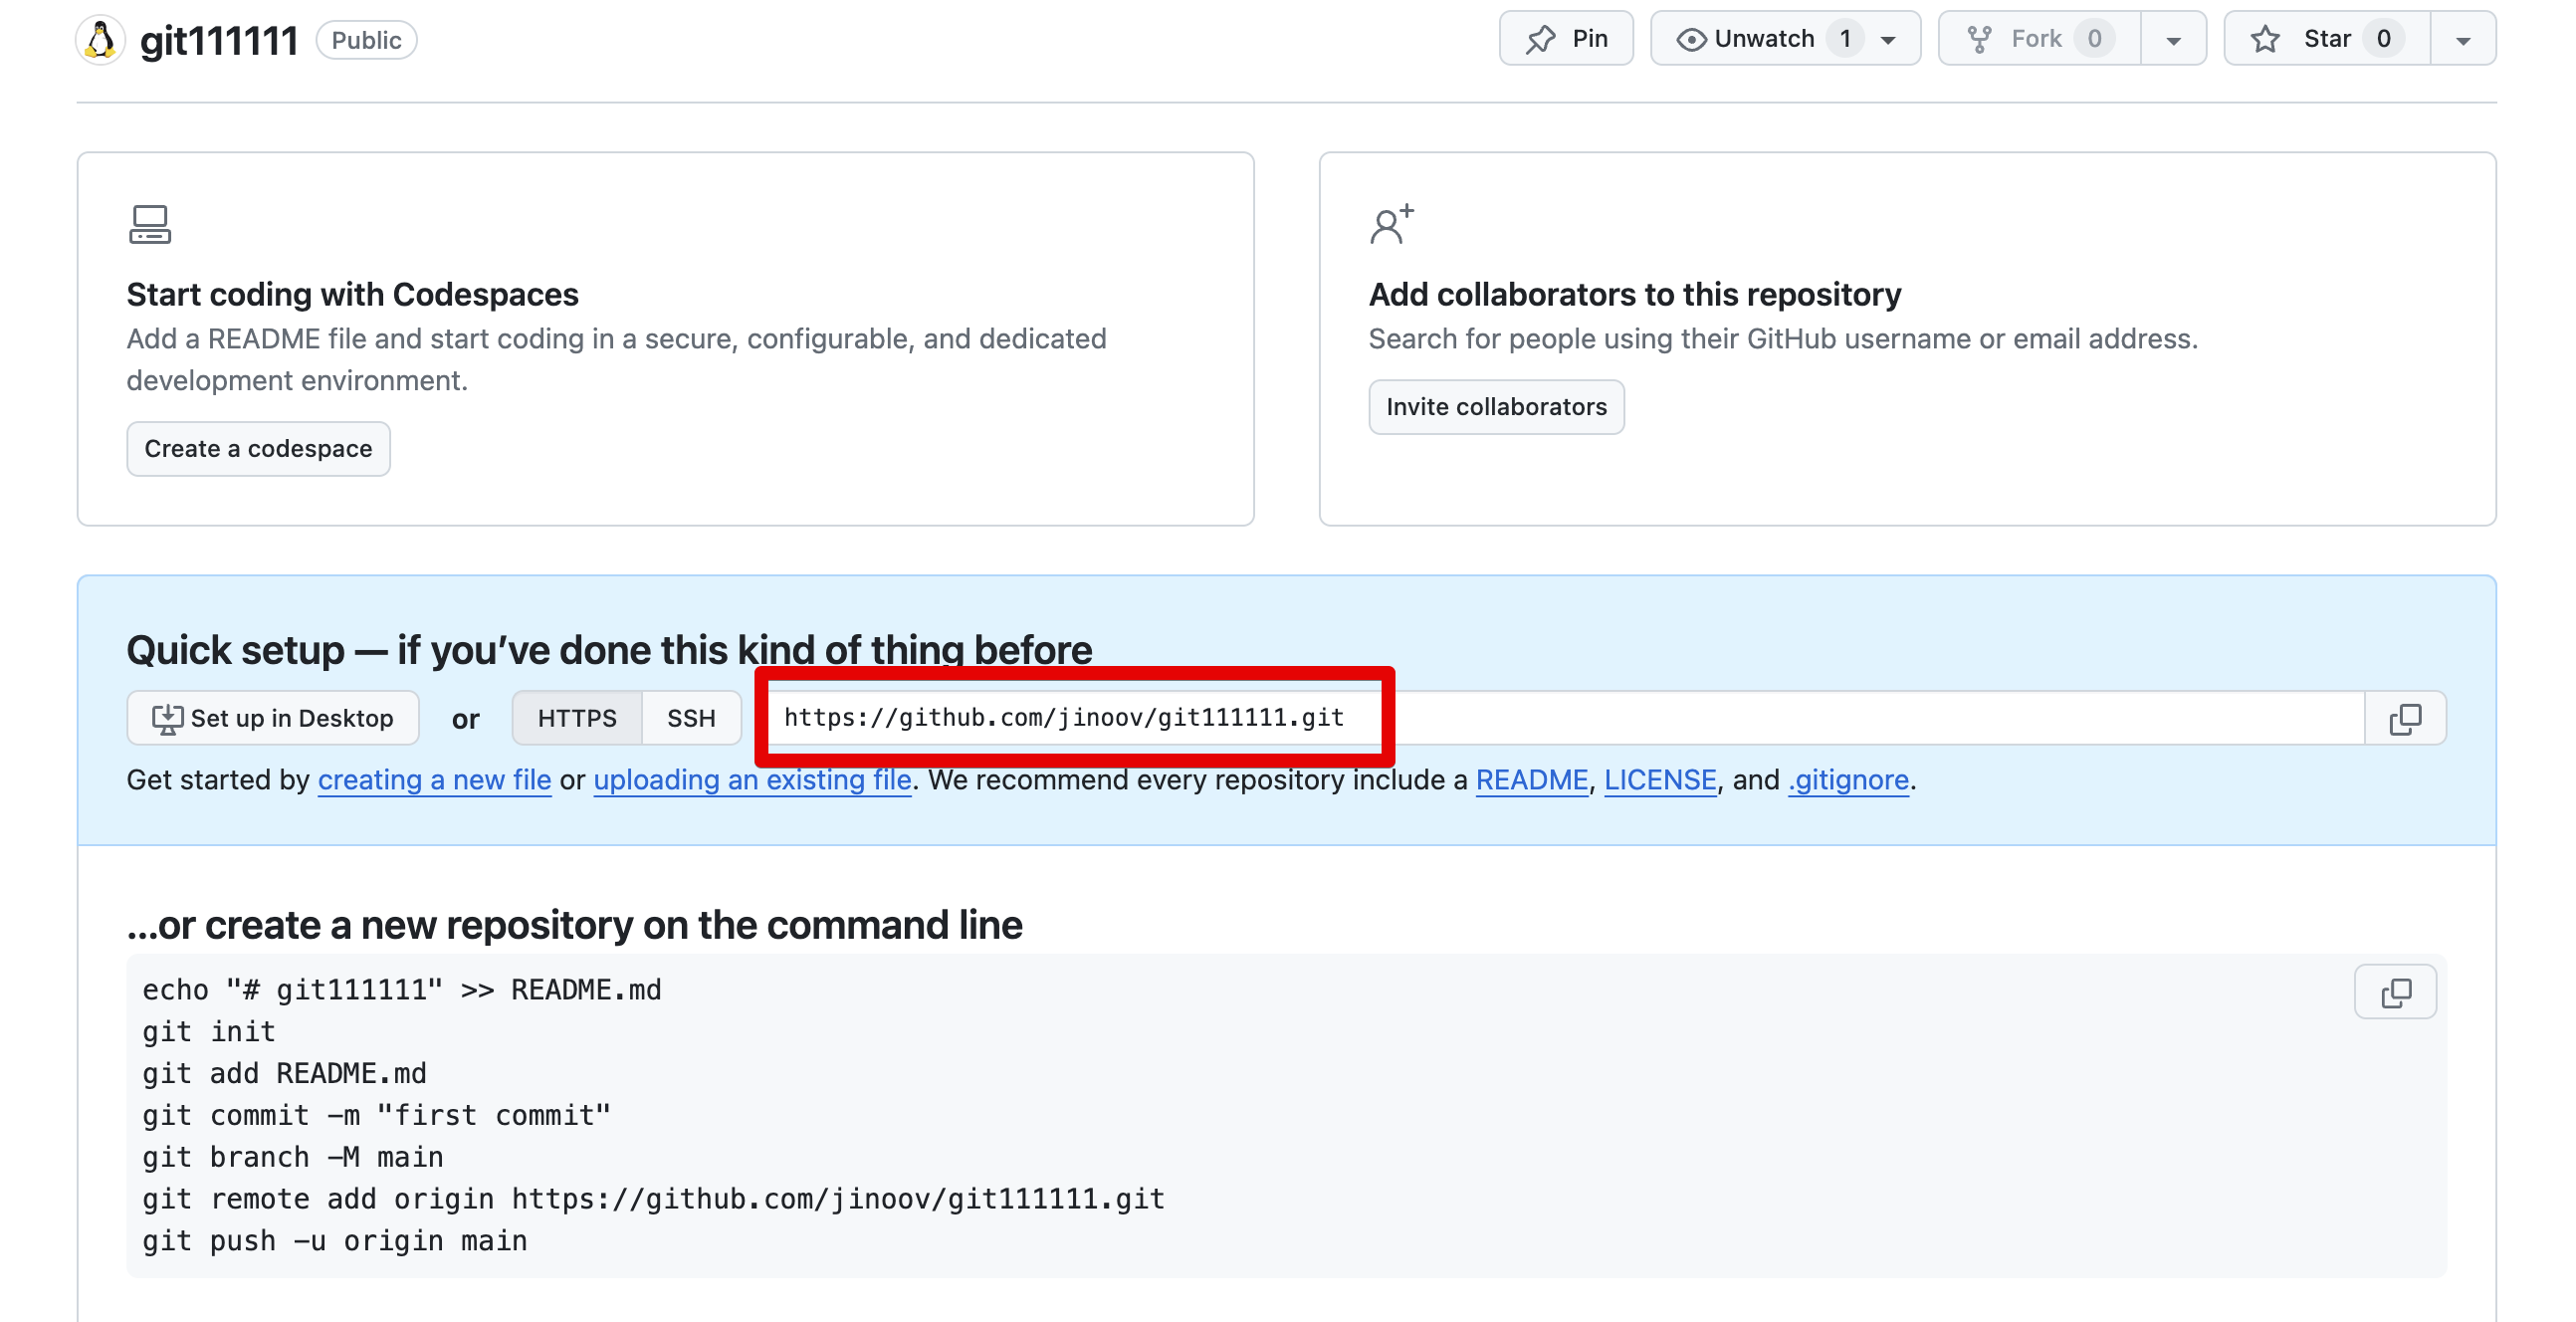 git111111 Public Pin Unwatch 1 Fork 0 Star 0
Start coding with Codespaces
Add a README file and start coding in a secure, configurable, and dedicated
development environment.
Create a codespace
Add collaborators to this repository
Search for people using their GitHub username or email address.
Invite collaborators
Quick setup — if you’ve done this kind of thing before
Set up in Desktop or HTTPS SSH https://github.com/jinoov/git111111.git
Get started by creating a new file or uploading an existing file. We recommend every repository include a README, LICENSE, and .gitignore.
…or create a new repository on the command line
echo "# git111111" >> README.md
git init
git add README.md
git commit -m "first commit"
git branch -M main
git remote add origin https://github.com/jinoov/git111111.git
git push -u origin main